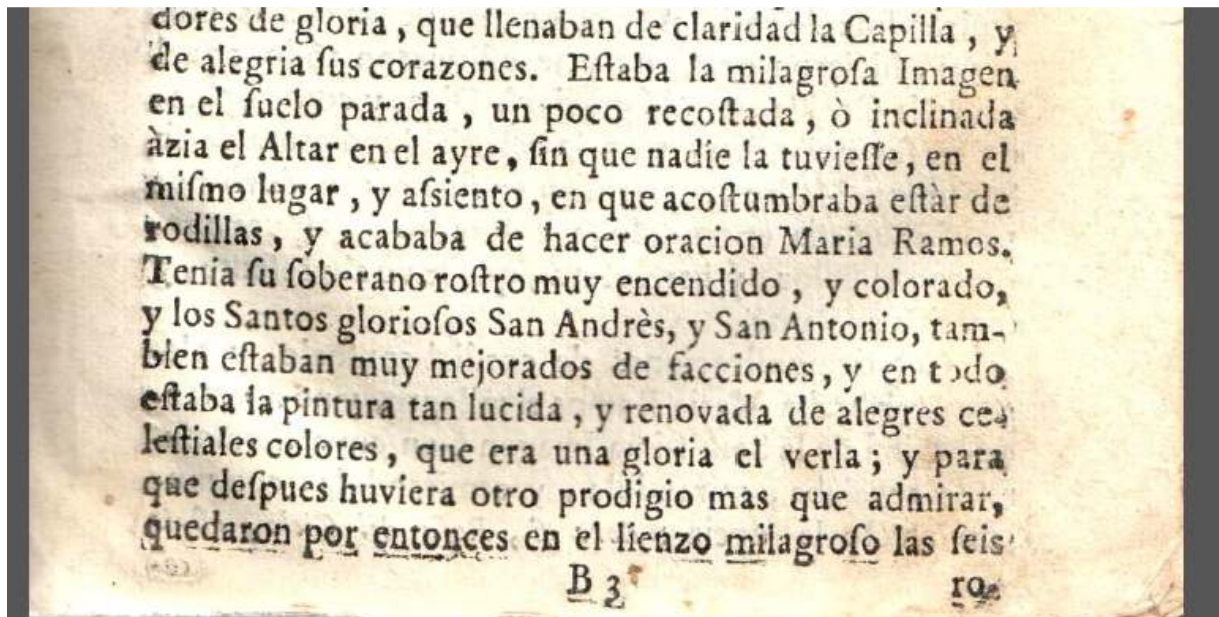 dores de gloria, que llenaban de claridad la Capilla, y
de alegria ſus corazones. Eſtaba la milagroſa Imagen
en el ſuelo parada, un poco recoſtada, ò inclinada
àzia el Altar en el ayre, ſin que nadie la tuvieſſe, en el
miſmo lugar, y aſsiento, en que acoſtumbraba eſtàr de
rodillas, y acababa de hacer oracion Maria Ramos.
Tenia ſu ſoberano roſtro muy encendido, y colorado,
y los Santos glorioſos San Andrès, y San Antonio, tam-
bien eſtaban muy mejorados de facciones, y en todo
eſtaba la pintura tan lucida, y renovada de alegres ce-
leſtiales colores, que era una gloria el verla; y para
que deſpues huviera otro prodigio mas que admirar,
quedaron por entonces en el lienzo milagroſo las ſeis
B 3 ro-